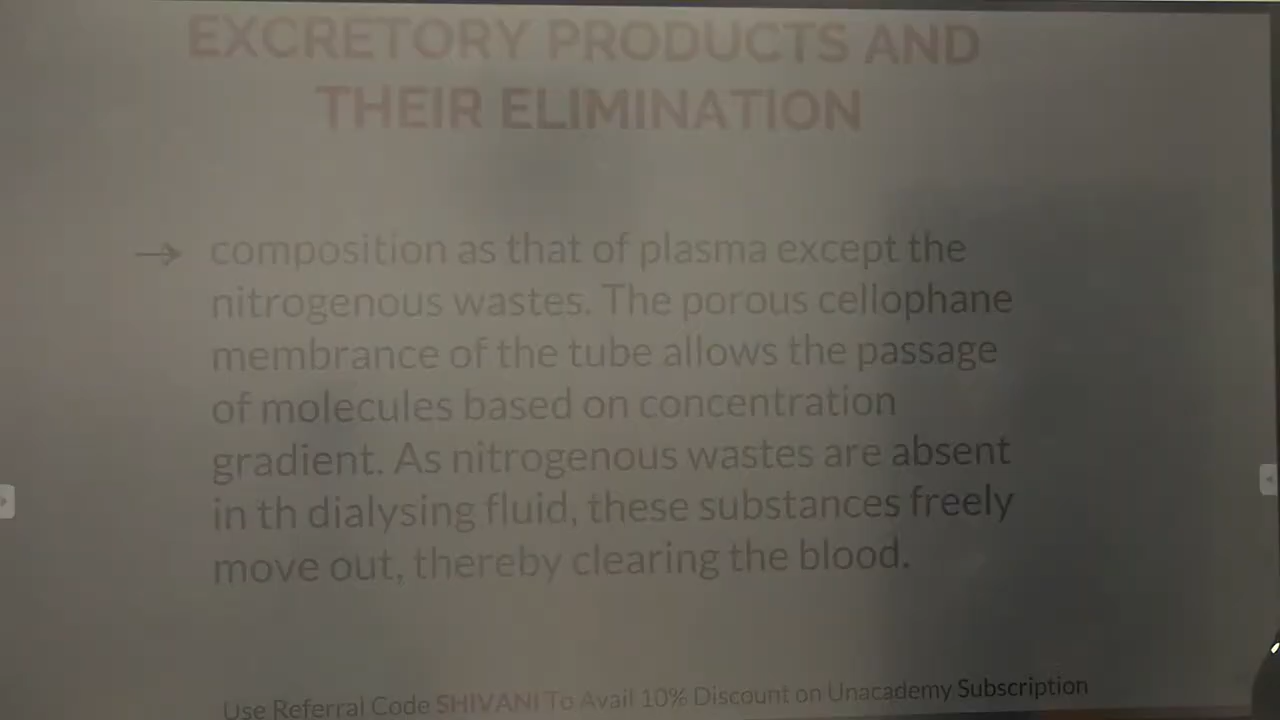 EXCRETORY PRODUCTS AND
THEIR ELIMINATION
→ composition as that of plasma except the
nitrogenous wastes. The porous cellophane
membrance of the tube allows the passage
of molecules based on concentration
gradient. As nitrogenous wastes are absent
in th dialysing fluid, these substances freely
move out, thereby clearing the blood.
Use Referral Code SHIVANI To Avail 10% Discount on Unacademy Subscription